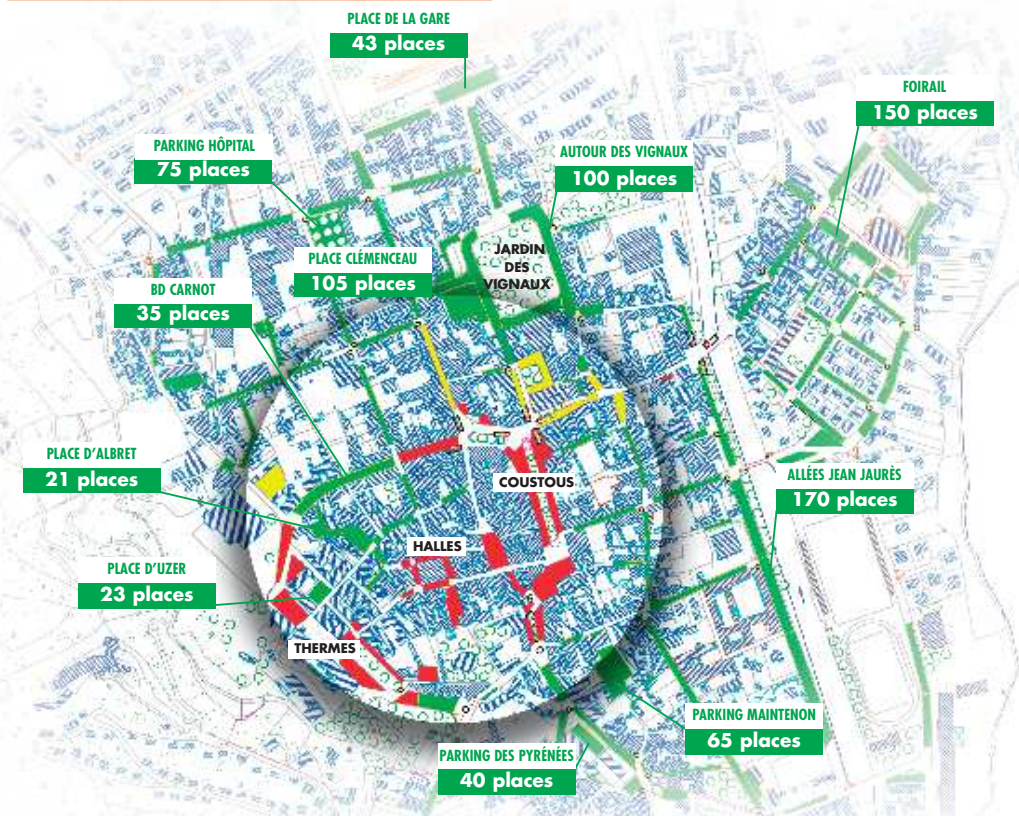 PLACE DE LA GARE
43 places
FOIRAIL
150 places
PARKING HÔPITAL
75 places
AUTOUR DES VIGNAUX
100 places
JARDIN
DES
VIGNAUX
PLACE CLÉMENCEAU
105 places
BD CARNOT
35 places
PLACE D'ALBRET
21 places
COUSTOUS
ALLÉES JEAN JAURÈS
170 places
HALLES
PLACE D'UZER
23 places
THERMES
PARKING MAINTENON
65 places
PARKING DES PYRÉNÉES
40 places